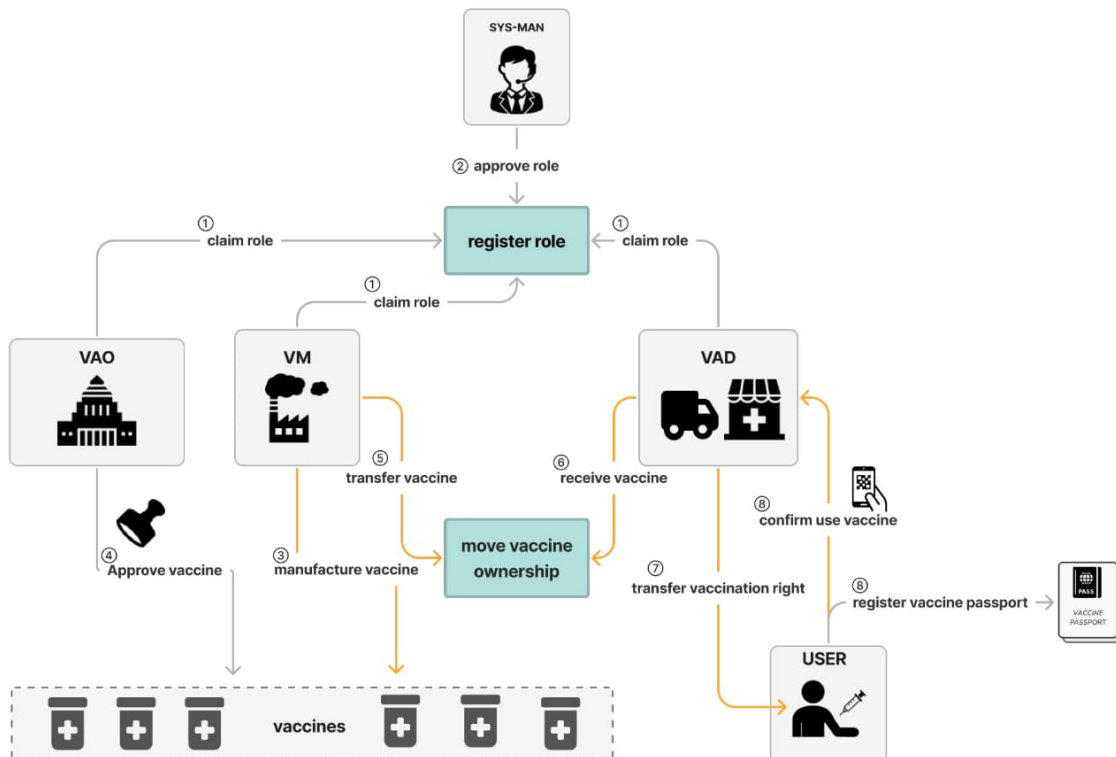 SYS-MAN
② approve role
① claim role
register role
① claim role
① claim role
VAO
VM
VAD
⑤ transfer vaccine
⑥ receive vaccine
⑧ confirm use vaccine
④ Approve vaccine
③ manufacture vaccine
move vaccine
ownership
⑦ transfer vaccination right
⑧ register vaccine passport
PASS
VACCINE
PASSPORT
USER
vaccines